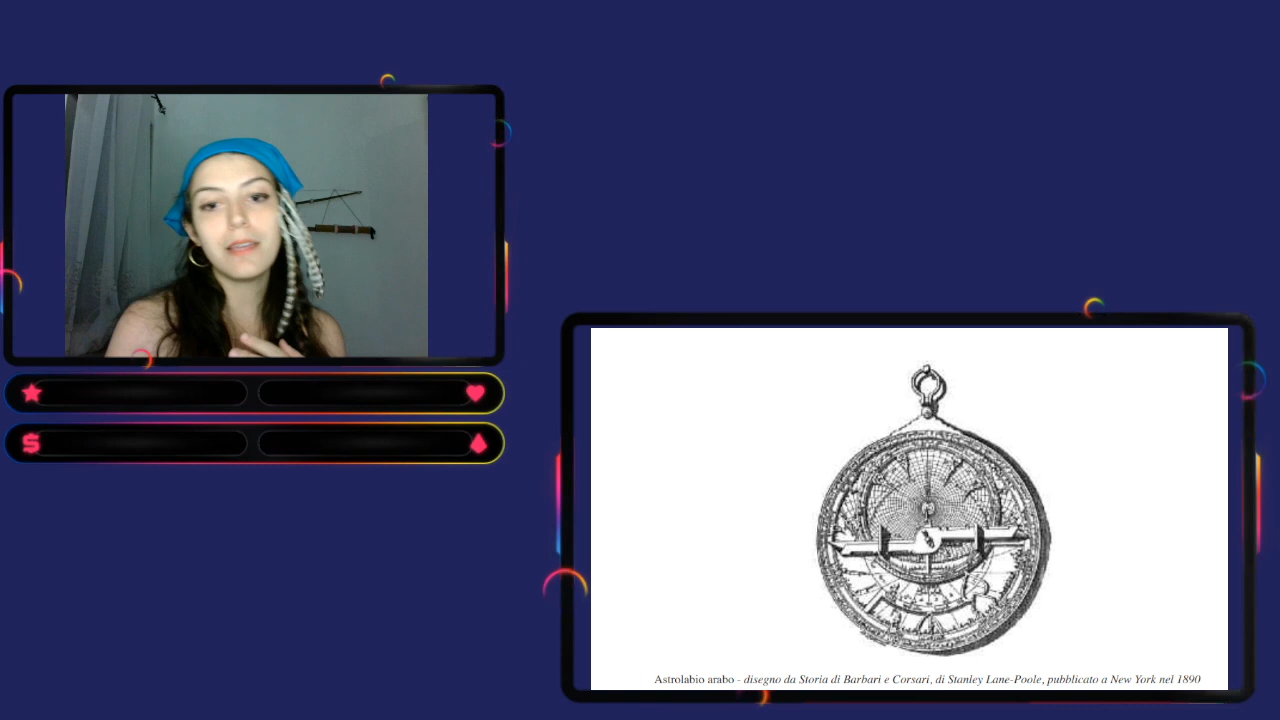 Astrolabio arabo - disegno da Storia di Barbari e Corsari, di Stanley Lane-Poole, pubblicato a New York nel 1890